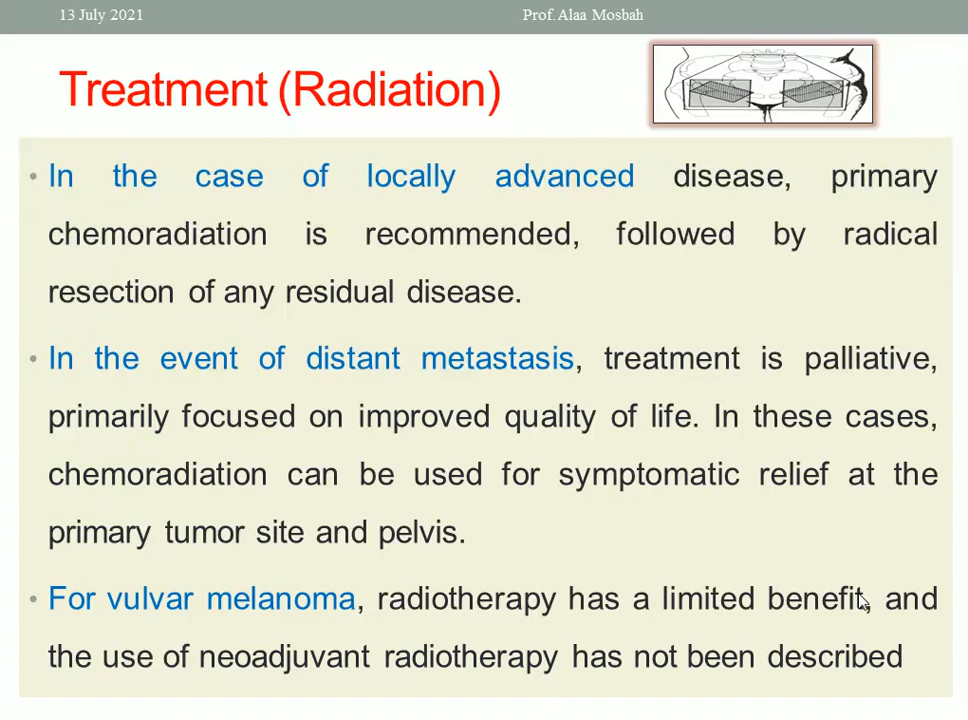 13 July 2021
Prof. Alaa Mosbah
Treatment (Radiation)
• In the case of locally advanced disease, primary
chemoradiation is recommended, followed by radical
resection of any residual disease.
• In the event of distant metastasis, treatment is palliative,
primarily focused on improved quality of life. In these cases,
chemoradiation can be used for symptomatic relief at the
primary tumor site and pelvis.
• For vulvar melanoma, radiotherapy has a limited benefit, and
the use of neoadjuvant radiotherapy has not been described